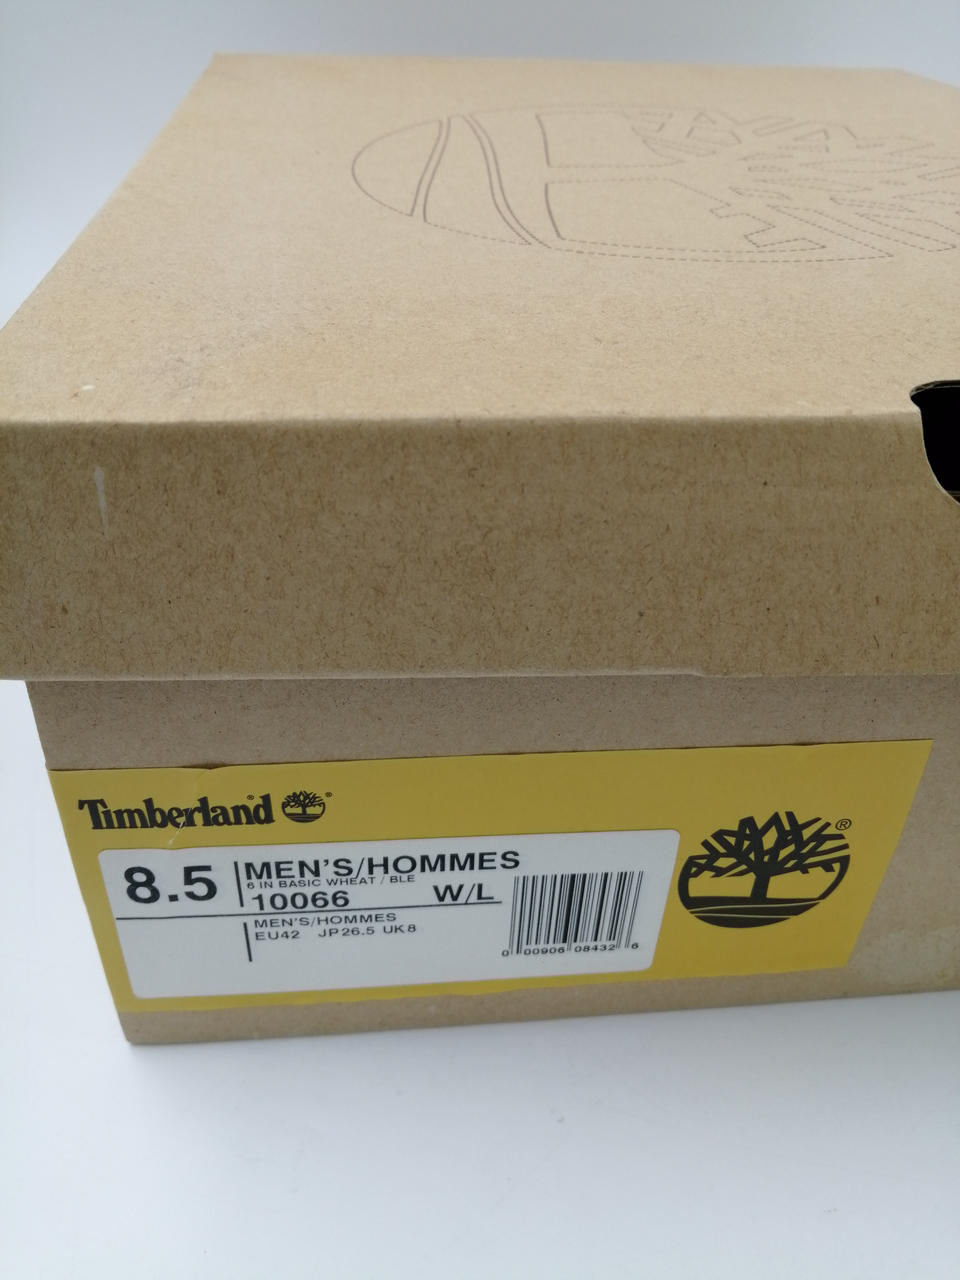 Timberland
®
8.5
MEN'S/HOMMES
6 IN BASIC WHEAT / BLE
10066 W/L
MEN'S/HOMMES
EU42 JP26.5 UK8
0 00906 08432 6
®